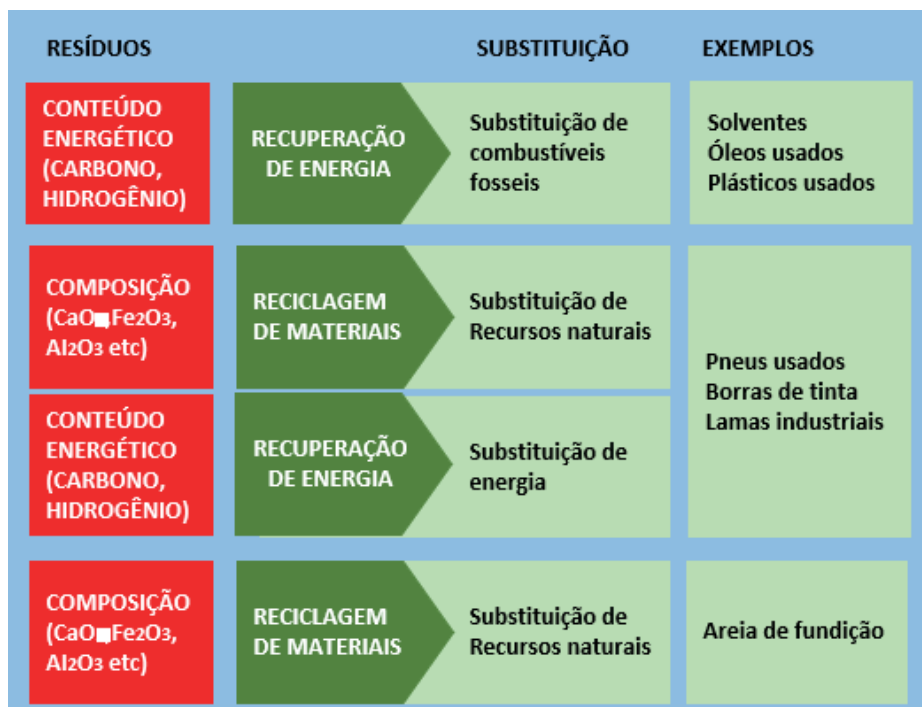 RESÍDUOS
SUBSTITUIÇÃO
EXEMPLOS
CONTEÚDO
ENERGÉTICO
(CARBONO,
HIDROGÊNIO)
RECUPERAÇÃO
DE ENERGIA
Substituição de
combustíveis
fosseis
Solventes
Óleos usados
Plásticos usados
COMPOSIÇÃO
(CaO■,Fe2O3,
Al2O3 etc)
RECICLAGEM
DE MATERIAIS
Substituição de
Recursos naturais
CONTEÚDO
ENERGÉTICO
(CARBONO,
HIDROGÊNIO)
RECUPERAÇÃO
DE ENERGIA
Substituição de
energia
Pneus usados
Borras de tinta
Lamas industriais
COMPOSIÇÃO
(CaO■,Fe2O3,
Al2O3 etc)
RECICLAGEM
DE MATERIAIS
Substituição de
Recursos naturais
Areia de fundição